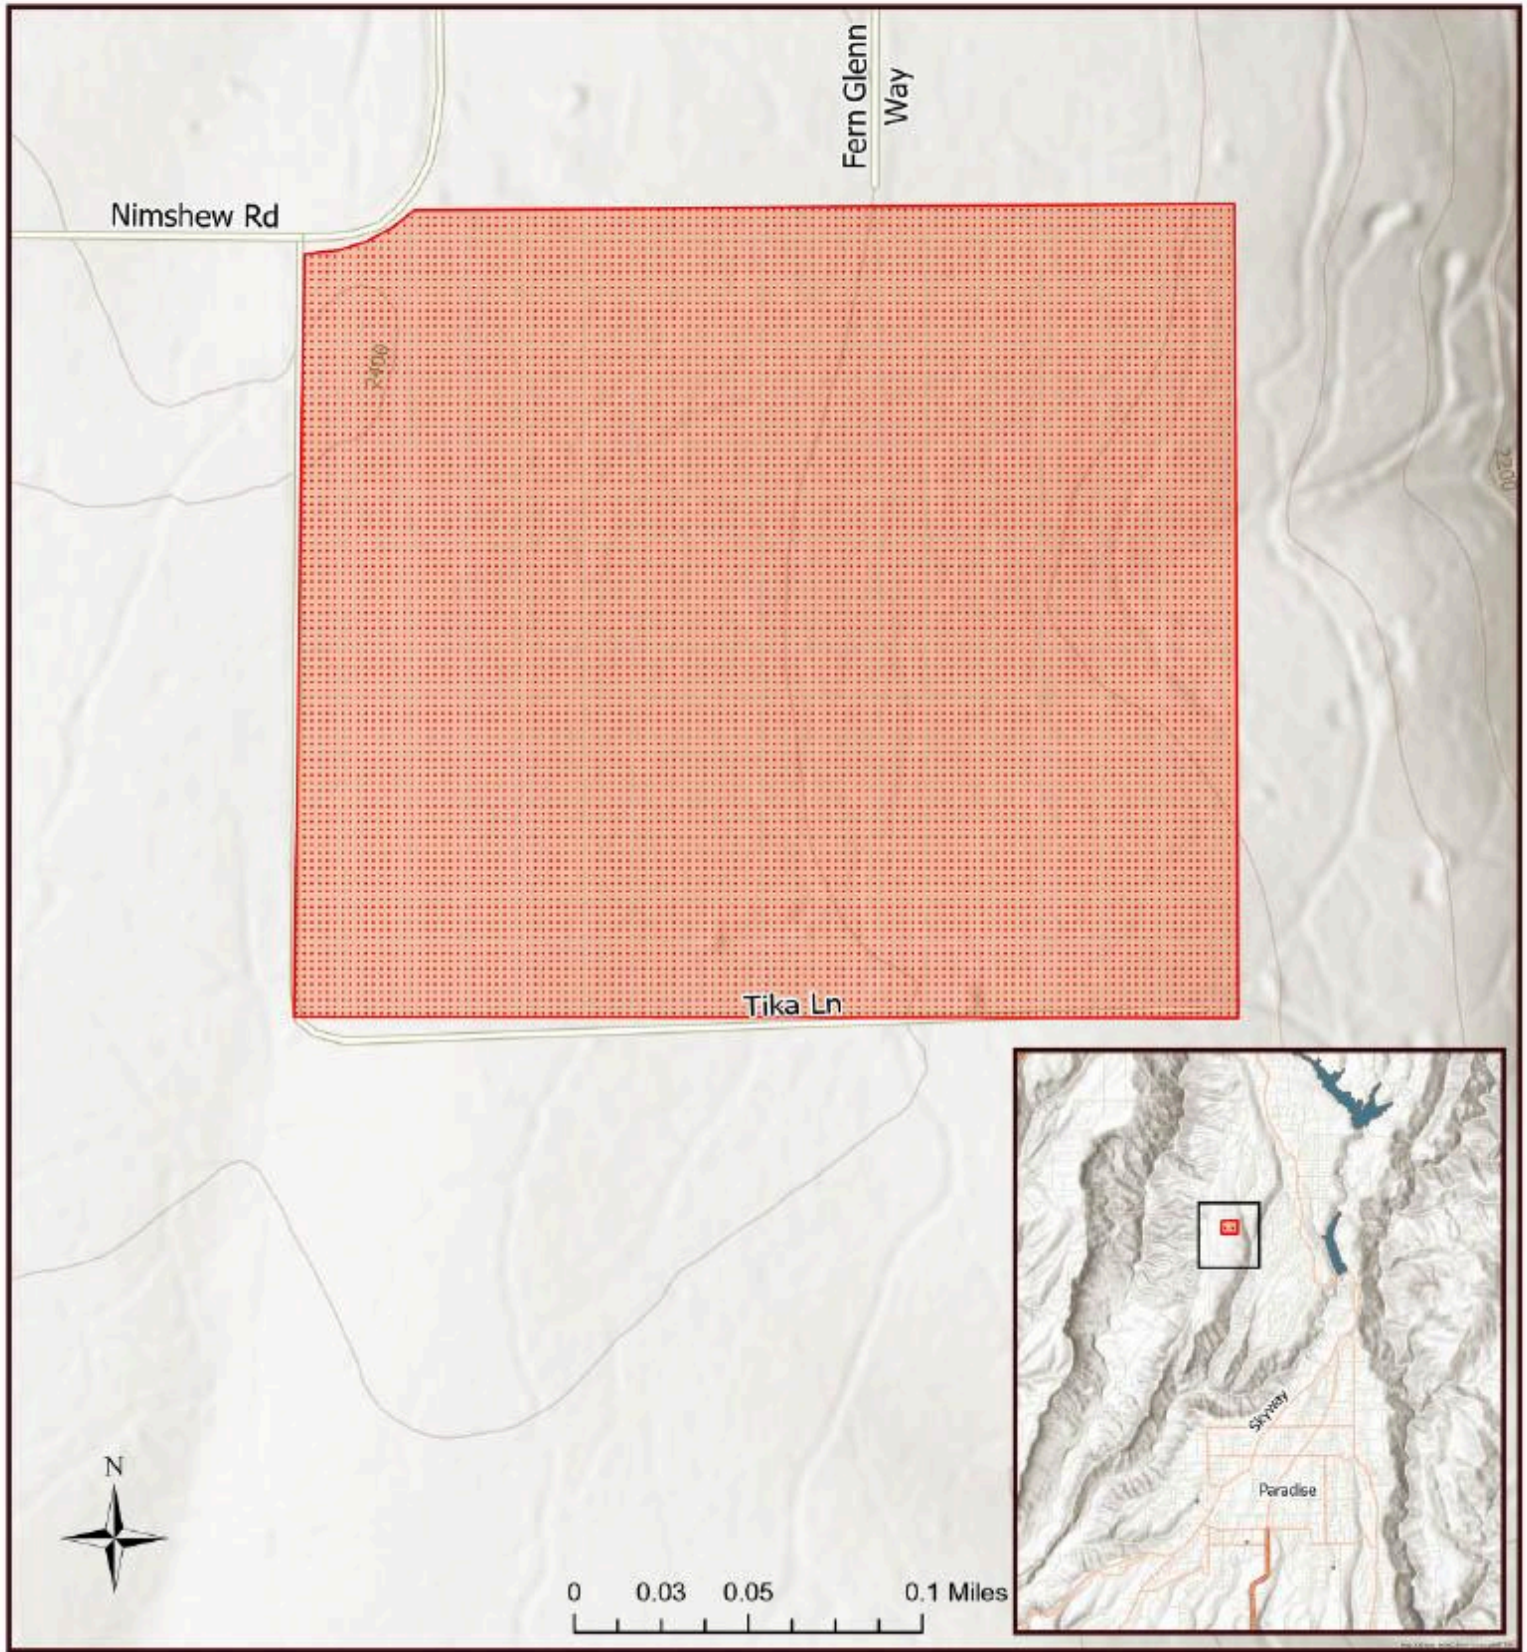 Fern Glenn
Way
Nimshew Rd
2400
2200
Tika Ln
Skyway
Paradise
N
0 0.03 0.05 0.1 Miles